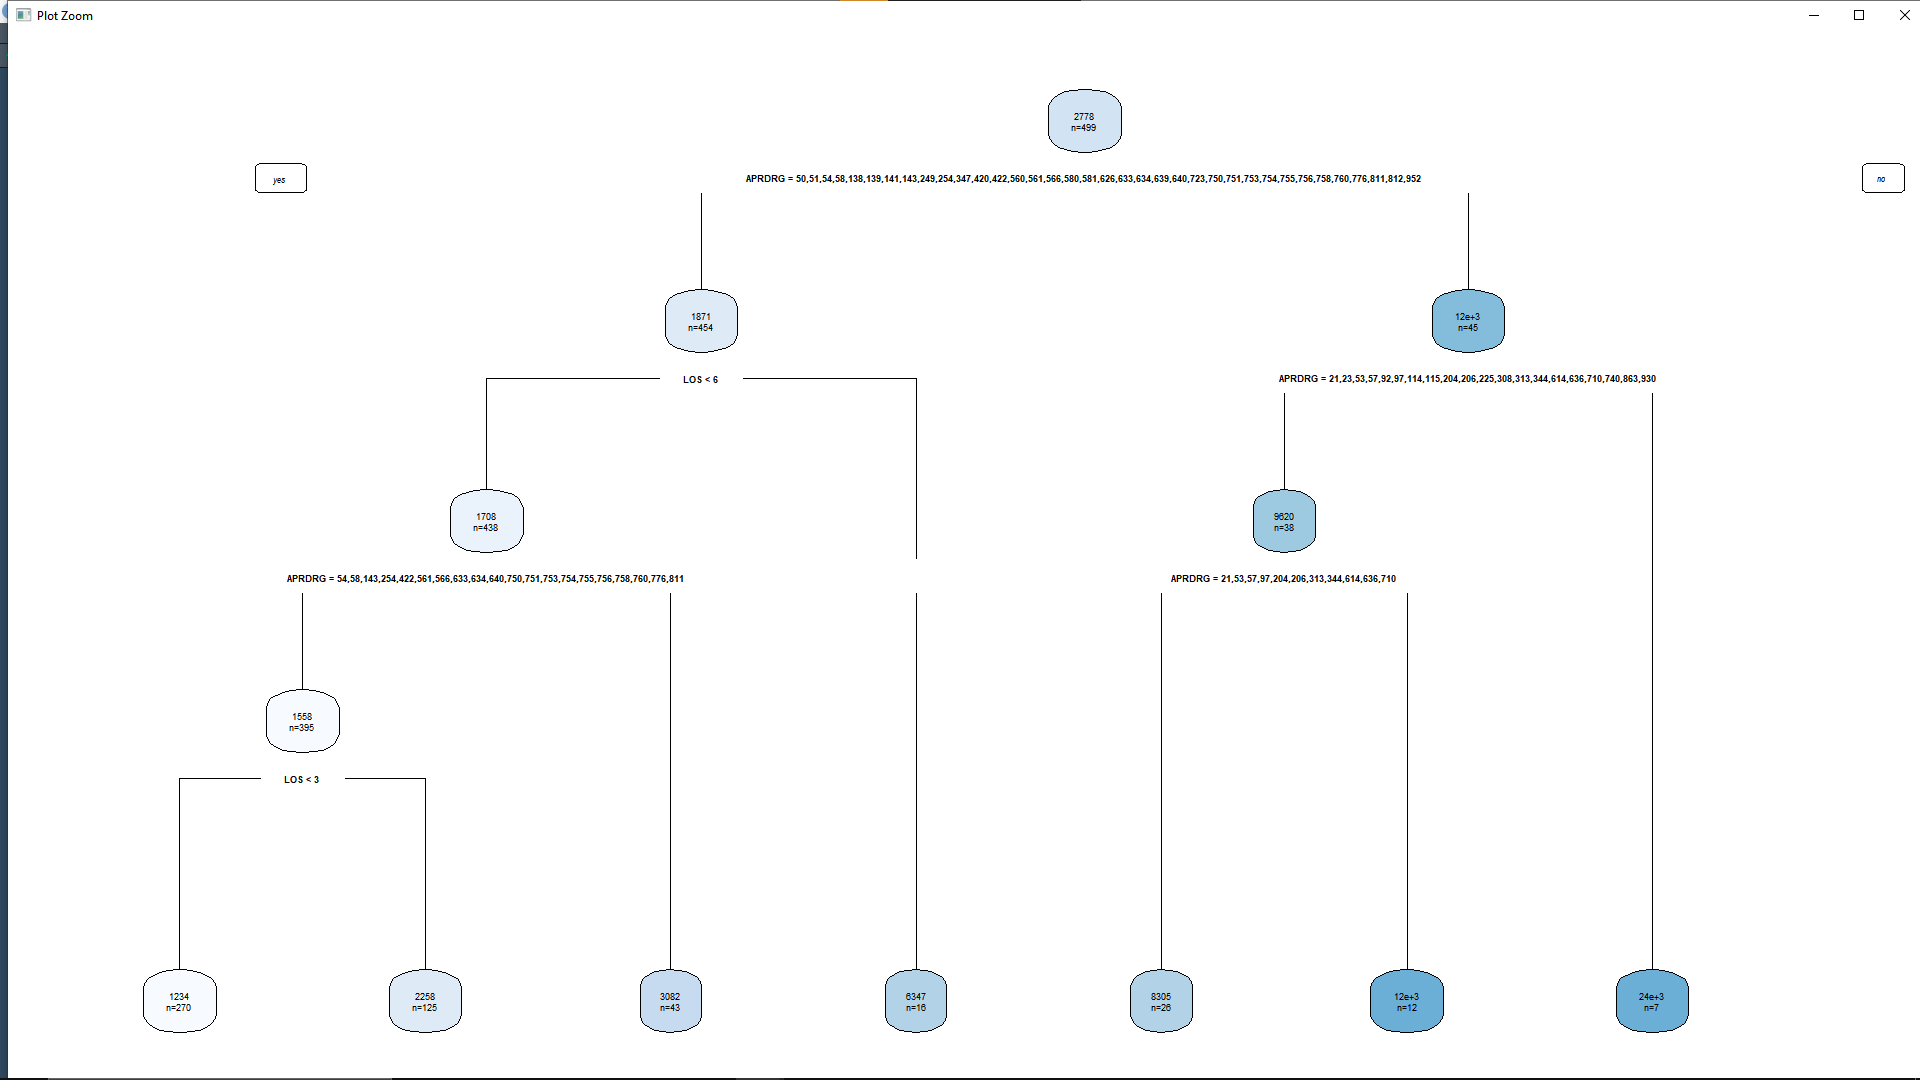 Plot Zoom
2778
n=499
yes
APRDRG = 50,51,54,58,138,139,141,143,249,254,347,420,422,560,561,566,580,581,626,633,634,639,640,723,750,751,753,754,755,756,758,760,776,811,812,952
no
1871
n=454
12e+3
n=45
LOS < 6
APRDRG = 21,23,53,57,92,97,114,115,204,206,225,308,313,344,614,636,710,740,863,930
1708
n=438
9620
n=38
APRDRG = 54,58,143,254,422,561,566,633,634,640,750,751,753,754,755,756,758,760,776,811
APRDRG = 21,53,57,97,204,206,313,344,614,636,710
1558
n=395
LOS < 3
1234
n=270
2258
n=125
3082
n=43
6347
n=16
8305
n=26
12e+3
n=12
24e+3
n=7